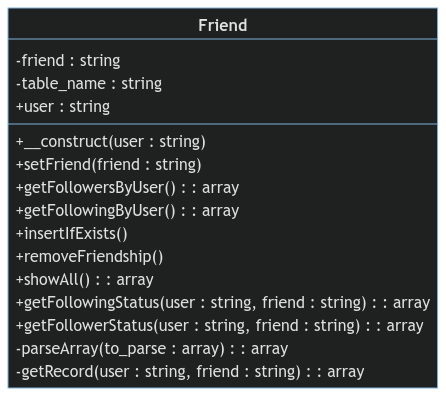 Friend
-friend : string
-table_name : string
+user : string
+__construct(user : string)
+setFriend(friend : string)
+getFollowersByUser() : : array
+getFollowingByUser() : : array
+insertIfExists()
+removeFriendship()
+showAll() : : array
+getFollowingStatus(user : string, friend : string) : : array
+getFollowerStatus(user : string, friend : string) : : array
-parseArray(to_parse : array) : : array
-getRecord(user : string, friend : string) : : array